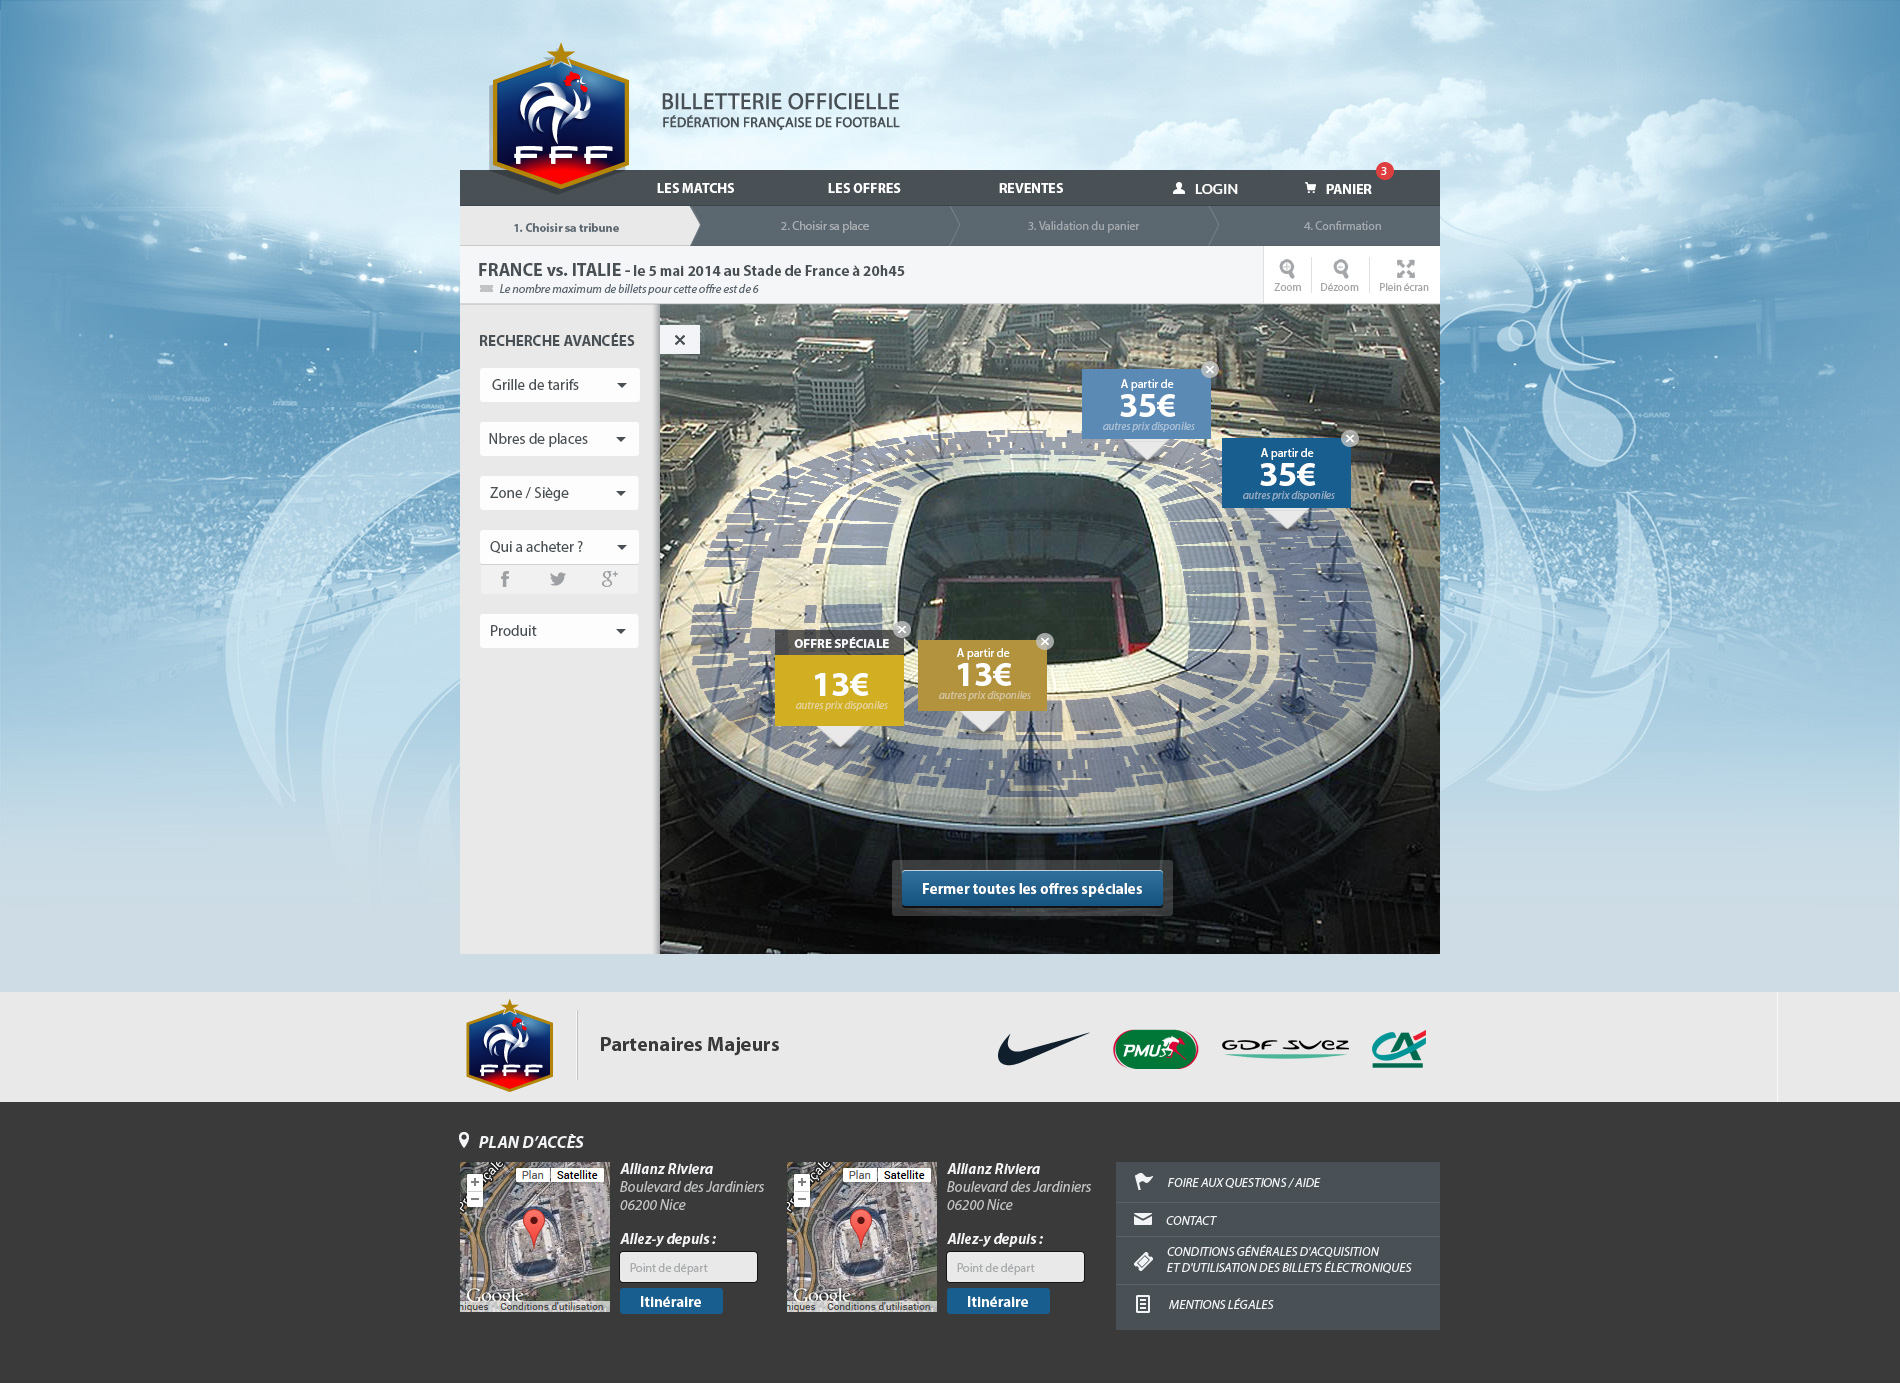 FFF
BILLETTERIE OFFICIELLE
FÉDÉRATION FRANÇAISE DE FOOTBALL
3
LES MATCHS
LES OFFRES
REVENTES
LOGIN
PANIER
1. Choisir sa tribune
2. Choisir sa place
3. Validation du panier
4. Confirmation
FRANCE vs. ITALIE - le 5 mai 2014 au Stade de France à 20h45
Le nombre maximum de billets pour cette offre est de 6
Zoom
Dézoom
Plein écran
RECHERCHE AVANCÉES
Grille de tarifs
Nbres de places
Zone / Siège
Qui a acheter ?
Produit
A partir de
35€
autres prix disponiles
A partir de
35€
autres prix disponiles
OFFRE SPÉCIALE
13€
autres prix disponiles
A partir de
13€
autres prix disponiles
Fermer toutes les offres spéciales
FFF
Partenaires Majeurs
PMU
GDF SUEZ
CA
PLAN D'ACCÈS
Plan
Satellite
Google
niques
Conditions d'utilisation
Allianz Riviera
Boulevard des Jardiniers
06200 Nice
Allez-y depuis :
Point de départ
Itinéraire
Plan
Satellite
Google
niques
Conditions d'utilisation
Allianz Riviera
Boulevard des Jardiniers
06200 Nice
Allez-y depuis :
Point de départ
Itinéraire
FOIRE AUX QUESTIONS / AIDE
CONTACT
CONDITIONS GÉNÉRALES D'ACQUISITION
ET D'UTILISATION DES BILLETS ÉLECTRONIQUES
MENTIONS LÉGALES